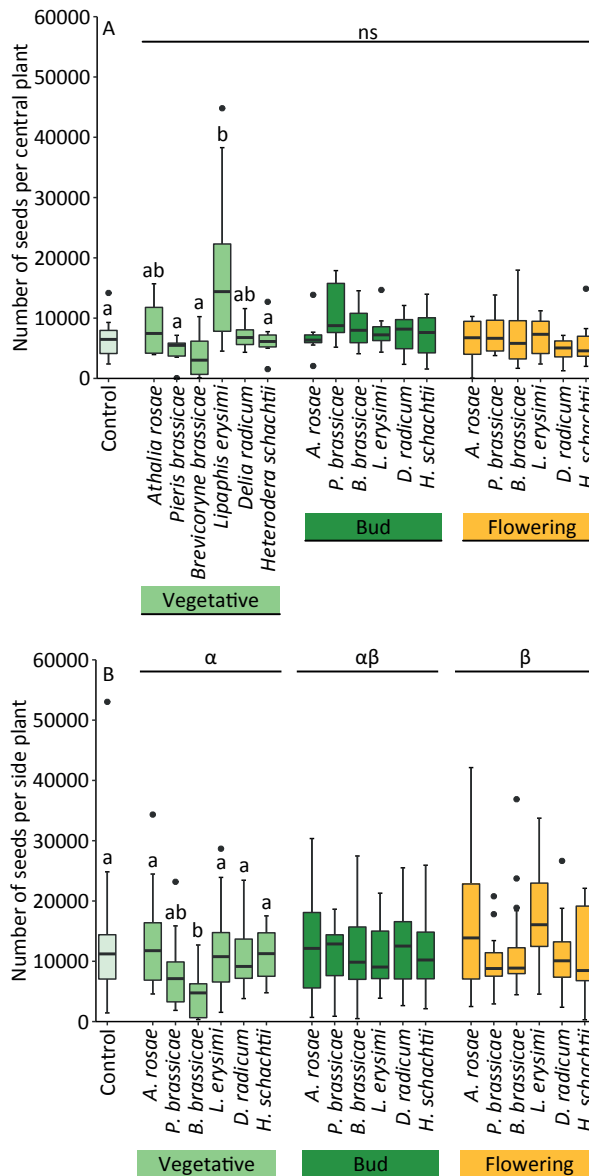 A
ns
Number of seeds per central plant
60000
50000
40000
30000
20000
10000
0
a
ab
a
a
b
ab
a
Control
Athalia rosae
Pieris brassicae
Brevicoryne brassicae
Lipaphis erysimi
Delia radicum
Heterodera schachtii
A. rosae
P. brassicae
B. brassicae
L. erysimi
D. radicum
H. schachtii
A. rosae
P. brassicae
B. brassicae
L. erysimi
D. radicum
H. schachtii
Bud
Flowering
Vegetative
B
α
αβ
β
Number of seeds per side plant
60000
50000
40000
30000
20000
10000
0
a
a
ab
b
a
a
a
Control
A. rosae
P. brassicae
B. brassicae
L. erysimi
D. radicum
H. schachtii
A. rosae
P. brassicae
B. brassicae
L. erysimi
D. radicum
H. schachtii
A. rosae
P. brassicae
B. brassicae
L. erysimi
D. radicum
H. schachtii
Vegetative
Bud
Flowering